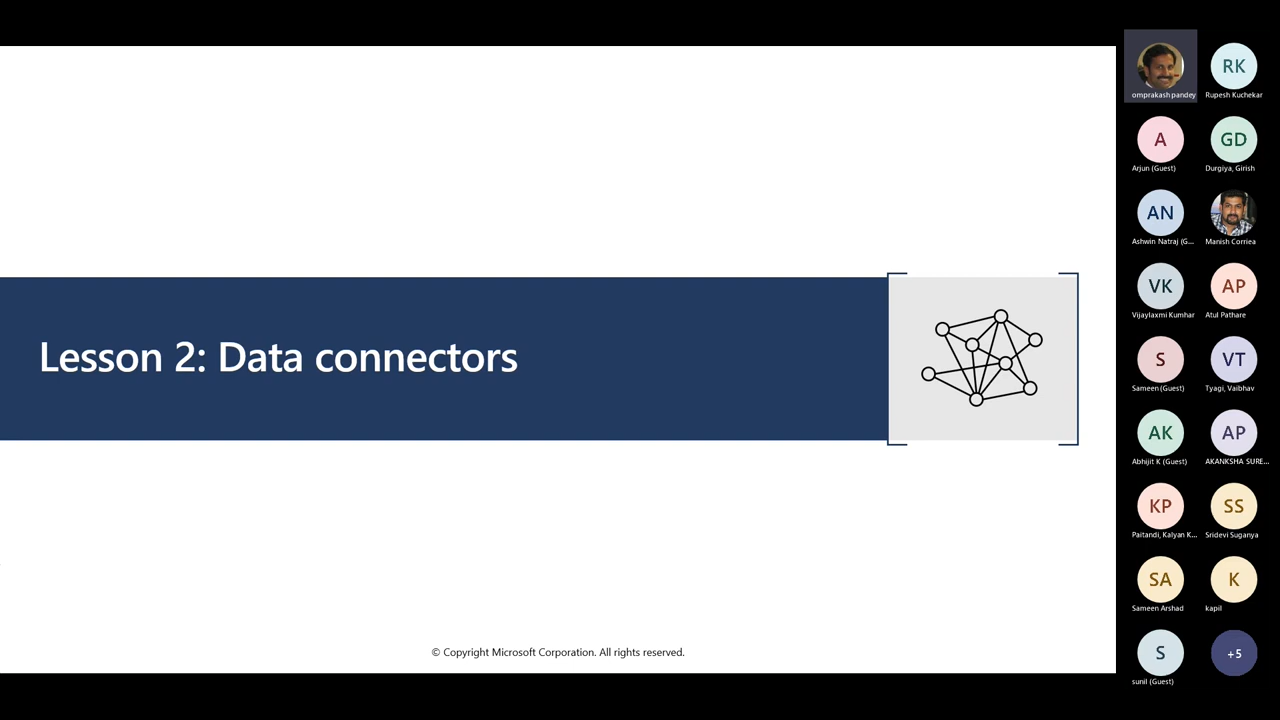 Lesson 2: Data connectors
© Copyright Microsoft Corporation. All rights reserved.
omprakash pandey
RK
Rupesh Kuchekar
A
Arjun (Guest)
GD
Durgiya, Girish
AN
Ashwin Natraj (G...
Manish Corriea
VK
Vijaylaxmi Kumhar
AP
Atul Pathare
S
Sameen (Guest)
VT
Tyagi, Vaibhav
AK
Abhijit K (Guest)
AP
AKANKSHA SURE...
KP
Paitandi, Kalyan K...
SS
Sridevi Suganya
SA
Sameen Arshad
K
kapil
S
sunil (Guest)
+5